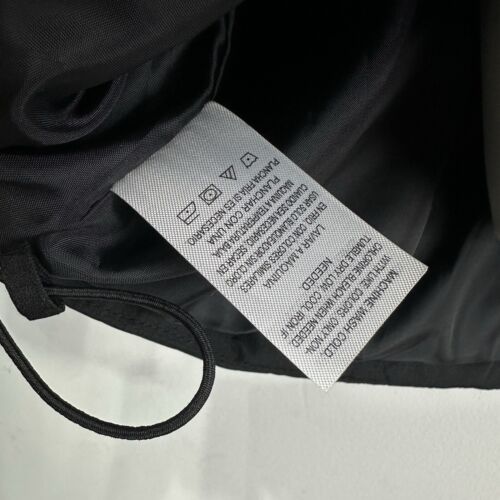 MACHINE WASH COLD.
WITH LIKE COLORS. ONLY NON-
CHLORINE BLEACH WHEN NEEDED.
TUMBLE DRY LOW. COOL IRON IF
NEEDED
LAVAR A MAQUINA
EN FRIO CON COLORES SIMILARES.
USAR SOLO BLANQUEADOR SIN CLORO
CUANDO SEA NECESARIO. SECAR EN
MAQUINA A TEMPERATURA BAJA
PLANCHAR CON UNA
PLANCHA FRIA SI ES NECESARIO